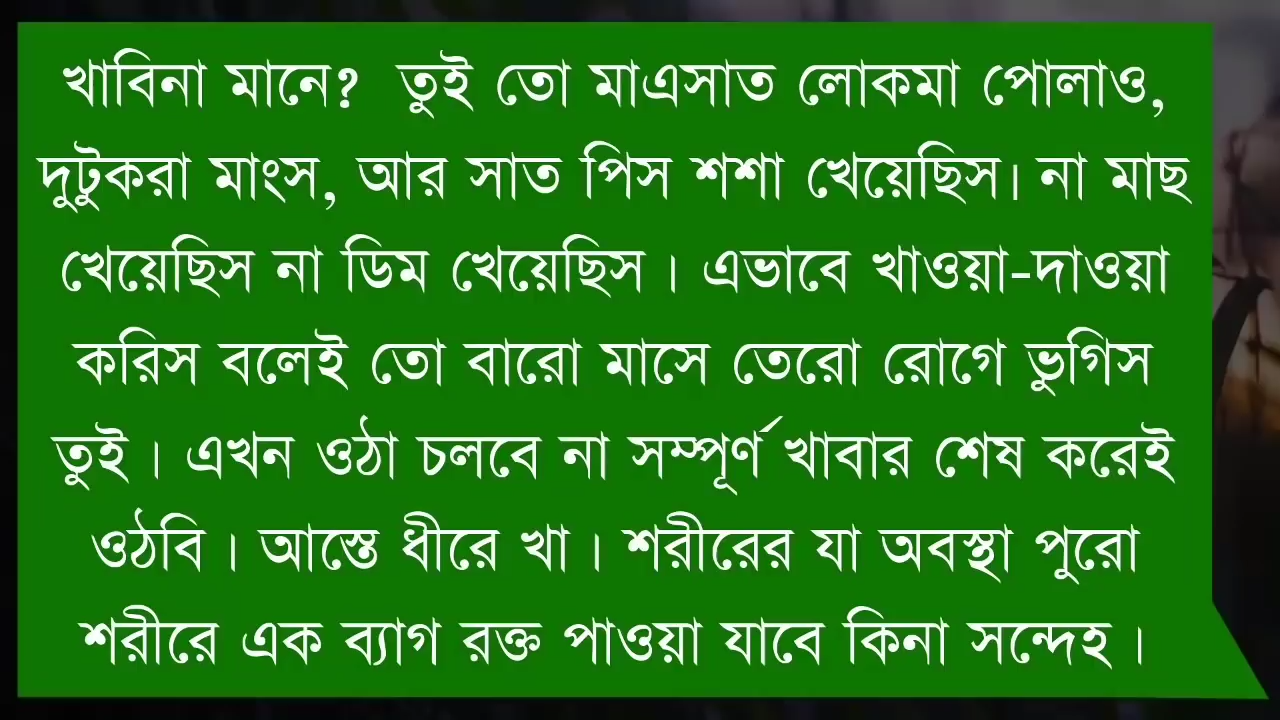 খাবিনা মানে? তুই তো মাএসাত লোকমা পোলাও,
দুটুকরা মাংস, আর সাত পিস শশা খেয়েছিস। না মাছ
খেয়েছিস না ডিম খেয়েছিস । এভাবে খাওয়া-দাওয়া
করিস বলেই তো বারো মাসে তেরো রোগে ভুগিস
তুই । এখন ওঠা চলবে না সম্পূর্ণ খাবার শেষ করেই
ওঠবি । আস্তে ধীরে খা । শরীরের যা অবস্থা পুরো
শরীরে এক ব্যাগ রক্ত পাওয়া যাবে কিনা সন্দেহ ।